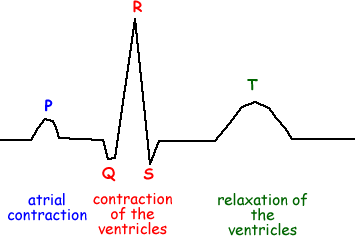 R
P
T
Q
S
atrial
contraction
contraction
of the
ventricles
relaxation of
the
ventricles